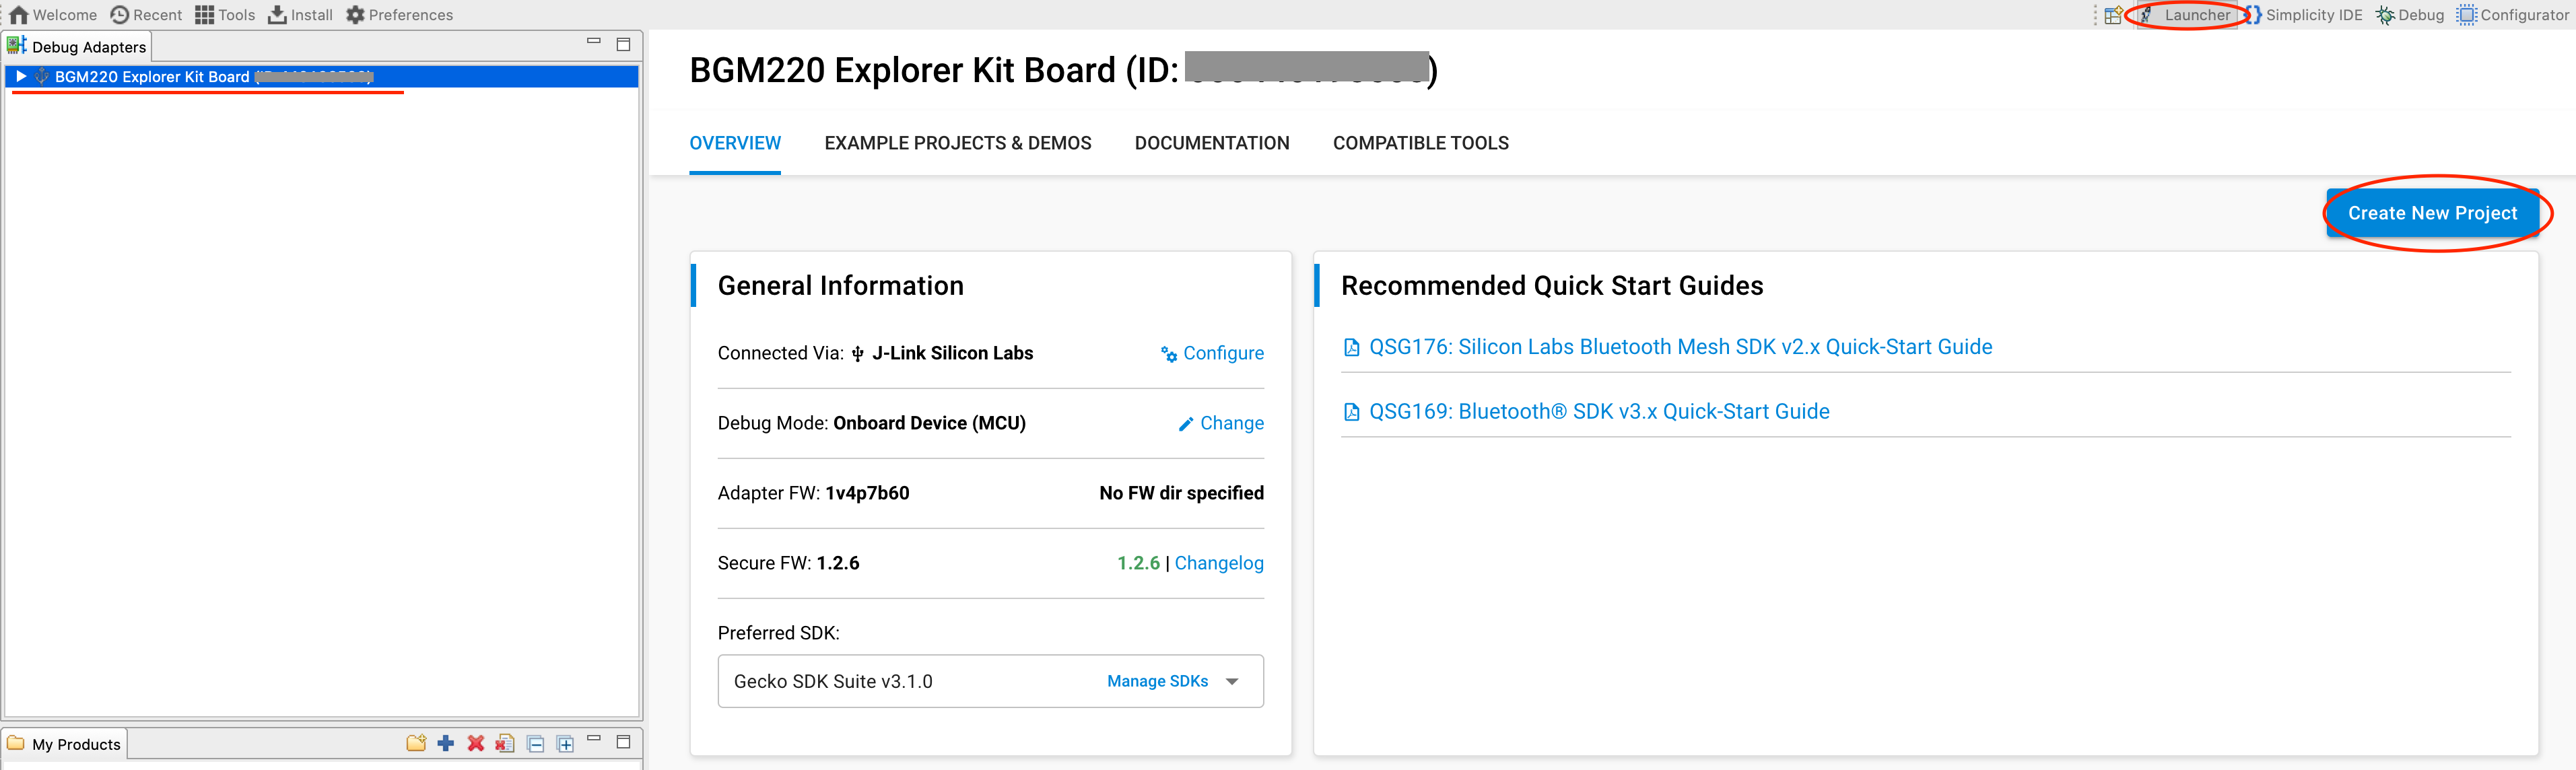 Welcome Recent Tools Install Preferences Launcher Simplicity IDE Debug Configurator
Debug Adapters
BGM220 Explorer Kit Board
BGM220 Explorer Kit Board (ID: )
OVERVIEW EXAMPLE PROJECTS & DEMOS DOCUMENTATION COMPATIBLE TOOLS
Create New Project
General Information
Connected Via: J-Link Silicon Labs Configure
Debug Mode: Onboard Device (MCU) Change
Adapter FW: 1v4p7b60 No FW dir specified
Secure FW: 1.2.6 1.2.6 | Changelog
Preferred SDK:
Gecko SDK Suite v3.1.0 Manage SDKs
Recommended Quick Start Guides
QSG176: Silicon Labs Bluetooth Mesh SDK v2.x Quick-Start Guide
QSG169: Bluetooth® SDK v3.x Quick-Start Guide
My Products